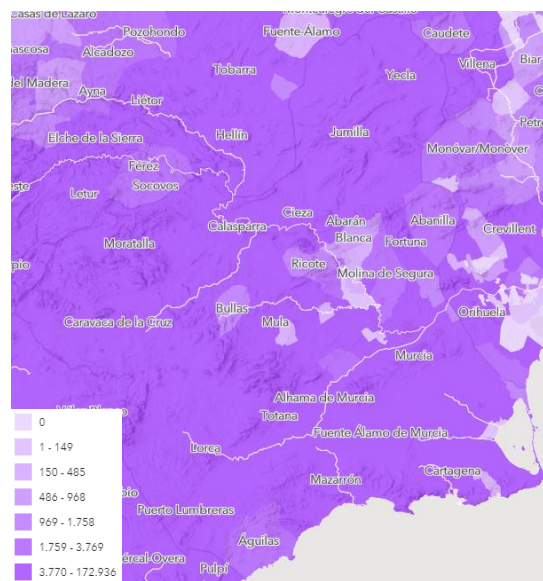 Casas de Lázaro
Pozohondo
Fuente-Álamo
Caudete
Alcadozo
Villena
Biar
Tobarra
Yecla
del Madera
Ayna
Liétor
Hellín
Jumilla
Elche de la Sierra
Monóvar/Monòver
Férez
Socovos
Letur
Cieza
Abarán
Abanilla
Calasparra
Blanca
Fortuna
Crevillent
Moratalla
Ricote
Molina de Segura
Bullas
Orihuela
Caravaca de la Cruz
Mula
Murcia
Alhama de Murcia
Totana
Fuente Álamo de Murcia
Lorca
Mazarrón
Cartagena
Puerto Lumbreras
Águilas
Pulpí
0
1 - 149
150 - 485
486 - 968
969 - 1.758
1.759 - 3.769
3.770 - 172.936